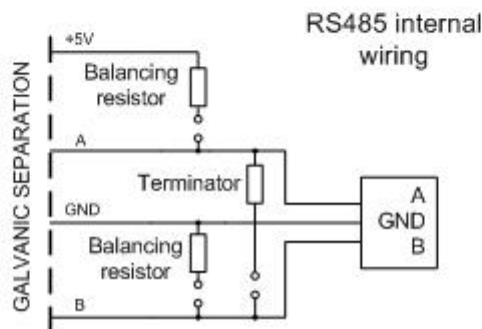 RS485 internal
wiring
+5V
Balancing
resistor
A
Terminator
GND
Balancing
resistor
B
A
GND
B
GALVANIC SEPARATION